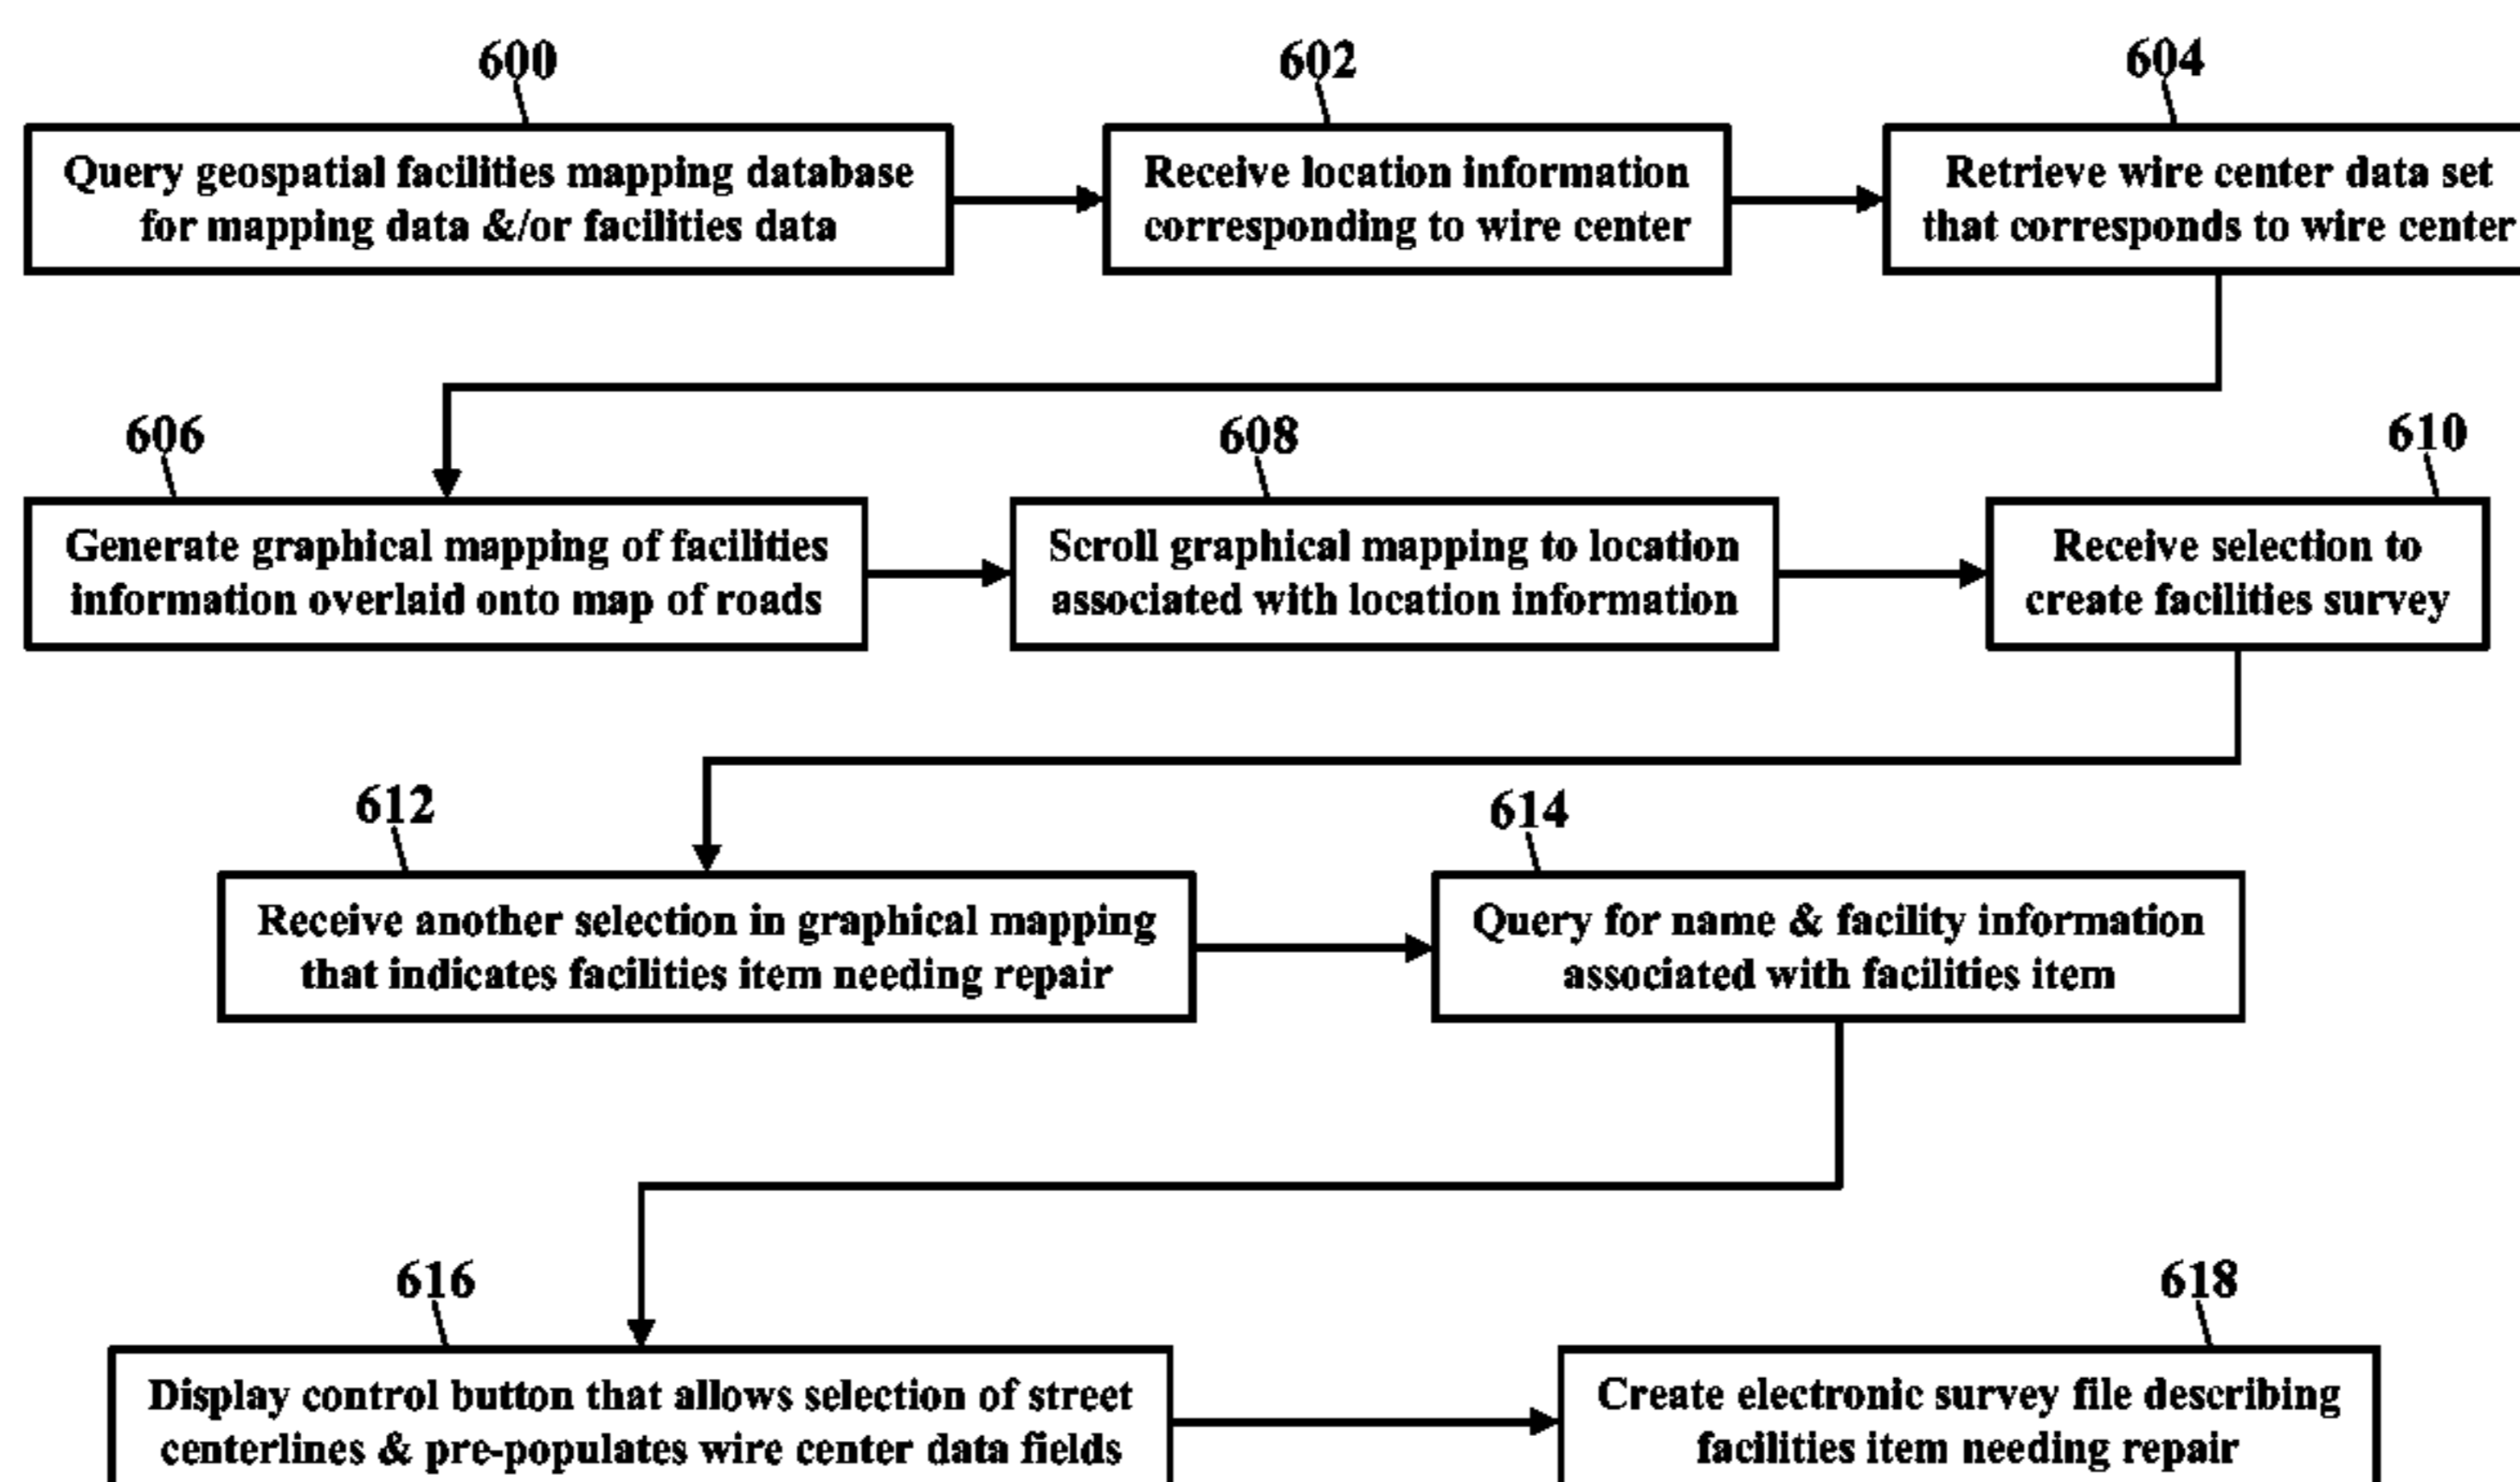 600
602
604
Query geospatial facilities mapping database
for mapping data &/or facilities data
Receive location information
corresponding to wire center
Retrieve wire center data set
that corresponds to wire center
606
608
610
Generate graphical mapping of facilities
information overlaid onto map of roads
Scroll graphical mapping to location
associated with location information
Receive selection to
create facilities survey
612
614
Receive another selection in graphical mapping
that indicates facilities item needing repair
Query for name & facility information
associated with facilities item
616
618
Display control button that allows selection of street
centerlines & pre-populates wire center data fields
Create electronic survey file describing
facilities item needing repair